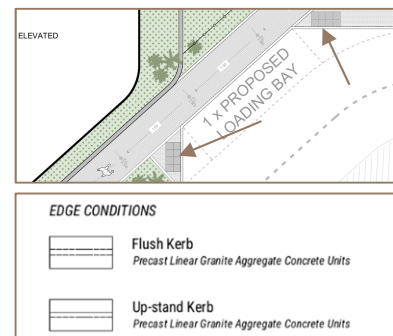 ELEVATED
1 x PROPOSED
LOADING BAY
EDGE CONDITIONS
Flush Kerb
Precast Linear Granite Aggregate Concrete Units
Up-stand Kerb
Precast Linear Granite Aggregate Concrete Units